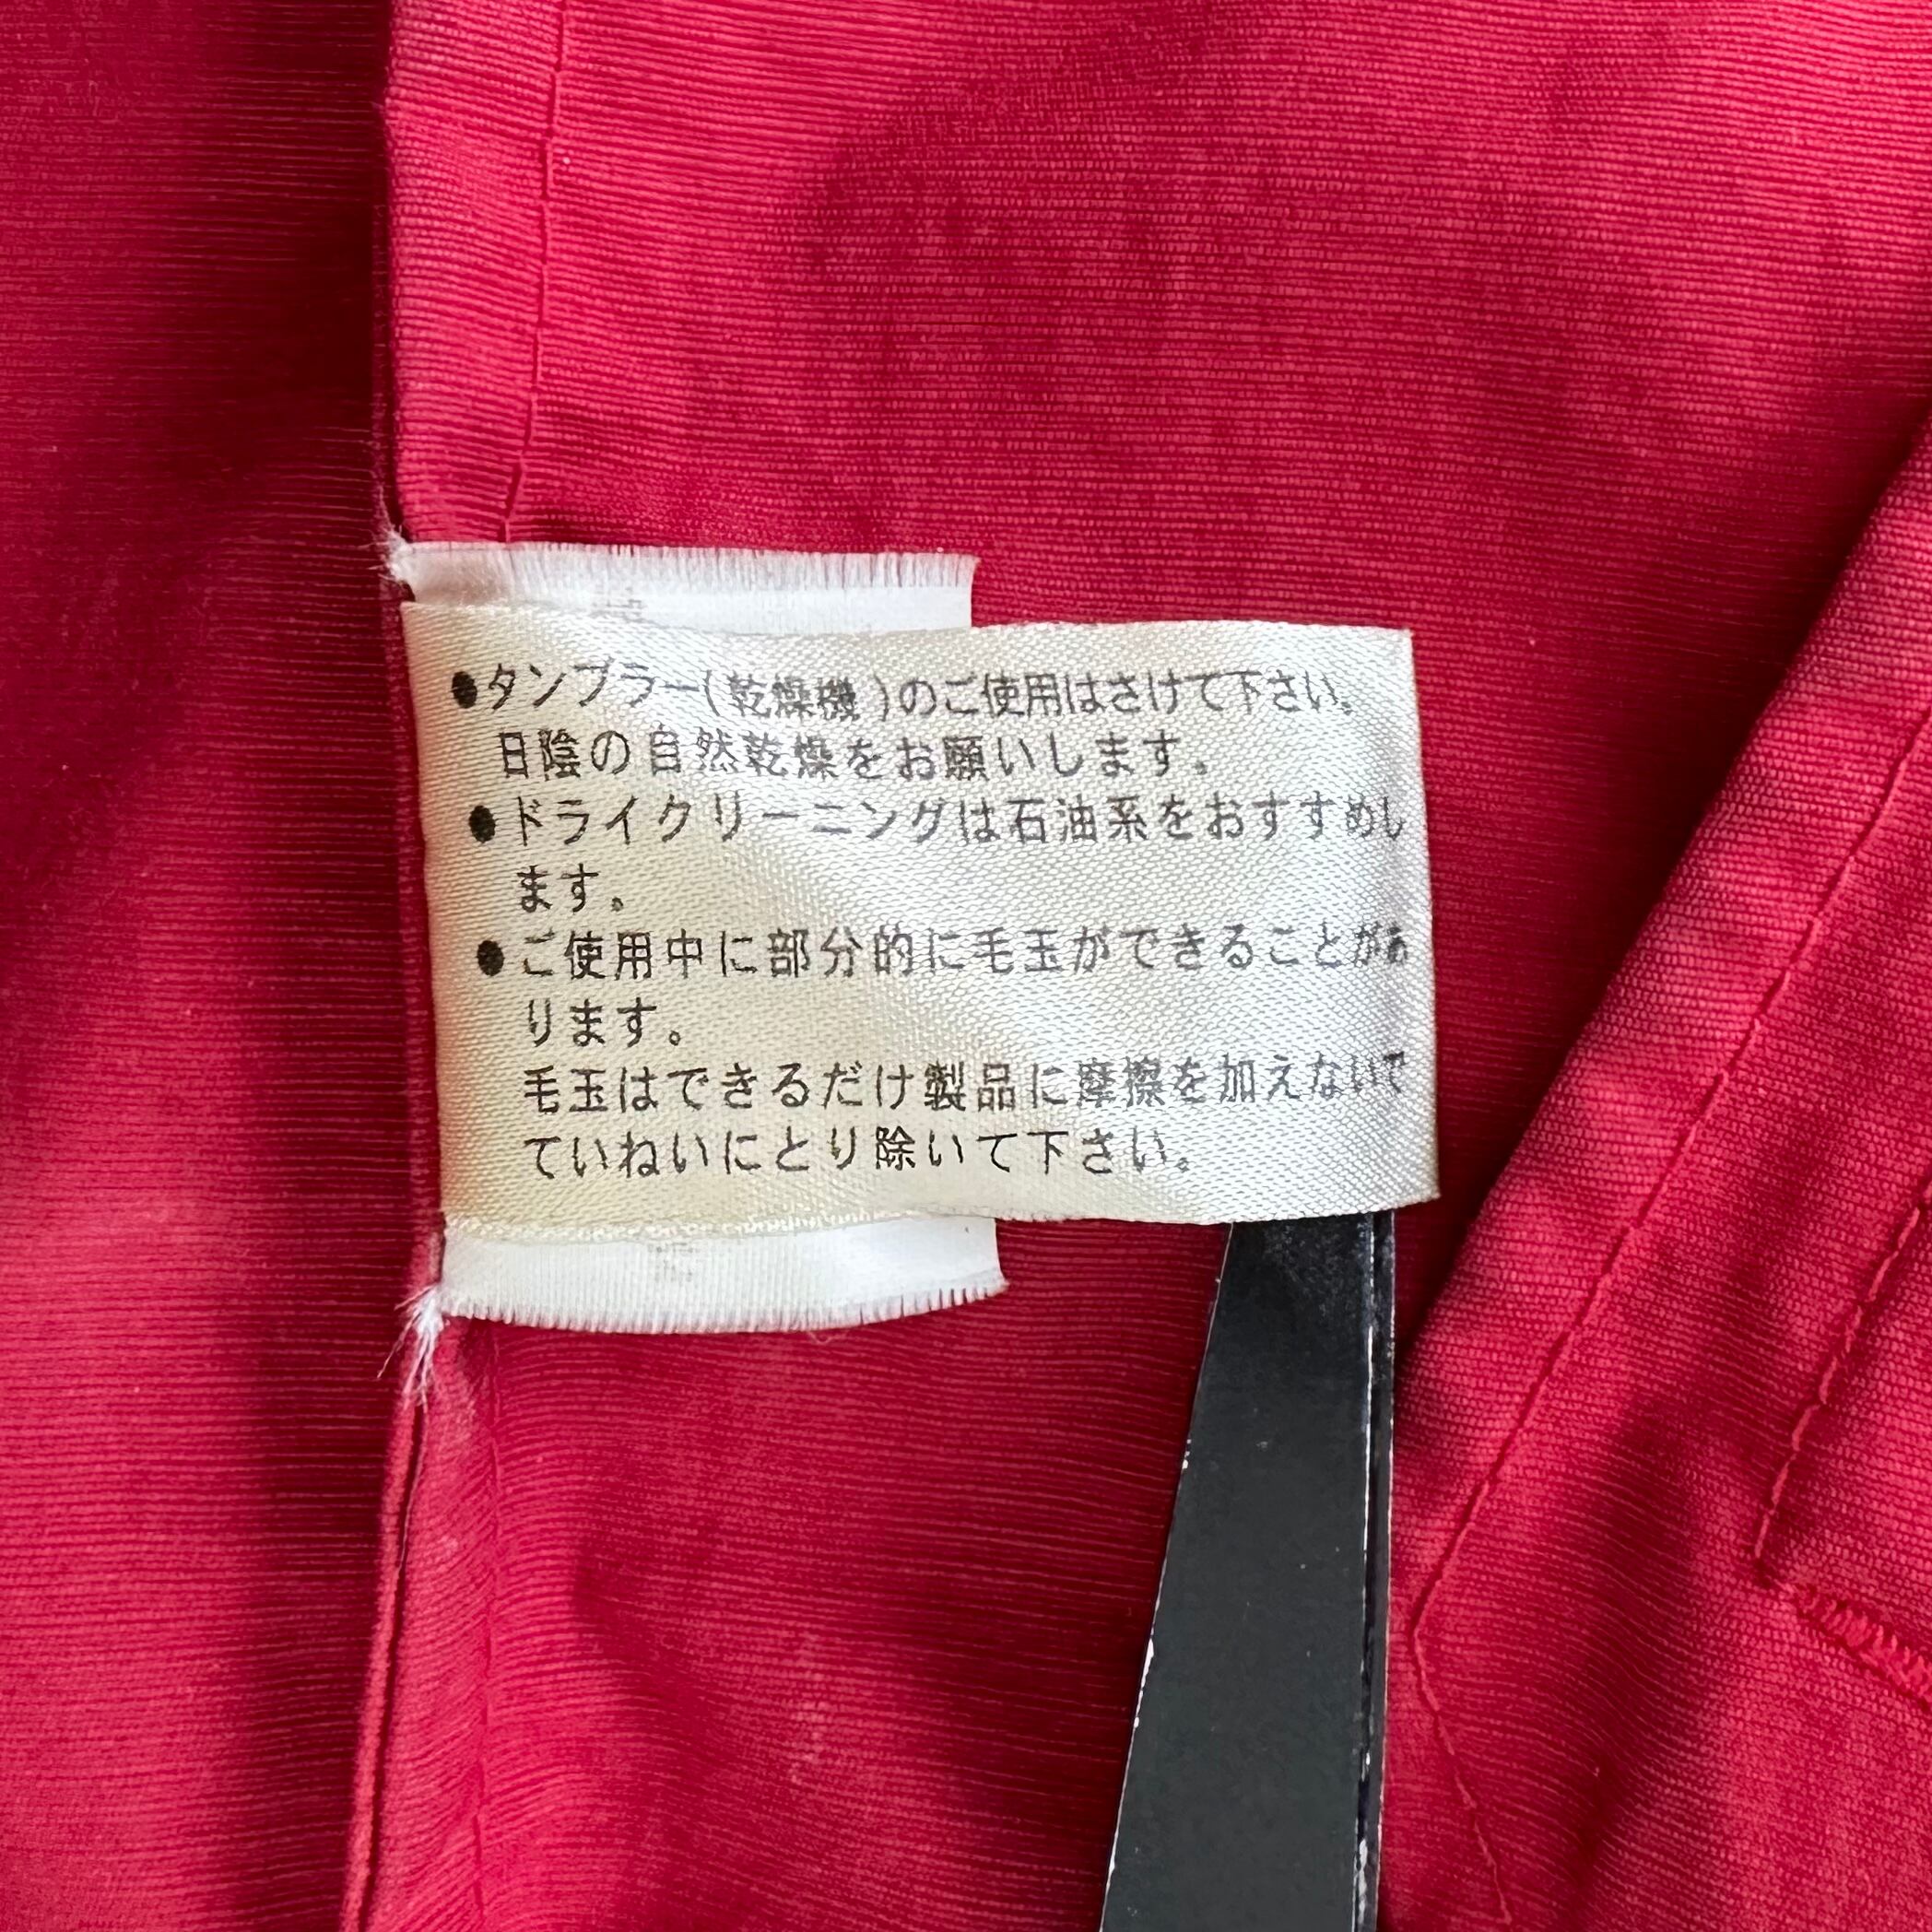 ●タンブラー(乾燥機)のご使用はさけて下さい。
日陰の自然乾燥をお願いします。
●ドライクリーニングは石油系をおすすめし
ます。
●ご使用中に部分的に毛玉ができることがあ
ります。
毛玉はできるだけ製品に摩擦を加えないで
ていねいにとり除いて下さい。